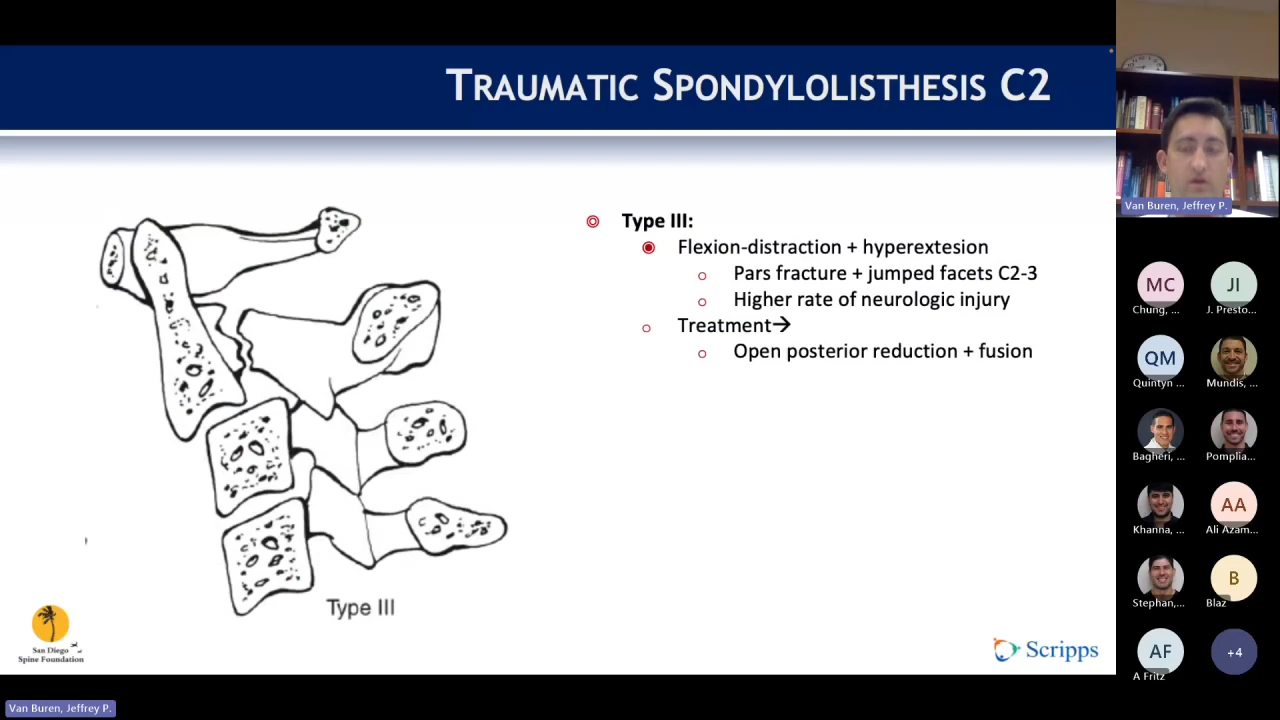 TRAUMATIC SPONDYLOLISTHESIS C2
Type III:
Flexion-distraction + hyperextesion
Pars fracture + jumped facets C2-3
Higher rate of neurologic injury
Treatment→
Open posterior reduction + fusion
Type III
San Diego
Spine Foundation
Scripps
Van Buren, Jeffrey P.
MC
Chung, ...
JI
J. Presto...
QM
Quintyn ...
Mundis, ...
Bagheri, ...
Pomplia...
Khanna, ...
AA
Ali Azam...
Stephan,...
B
Blaz
AF
A Fritz
+4
Van Buren, Jeffrey P.